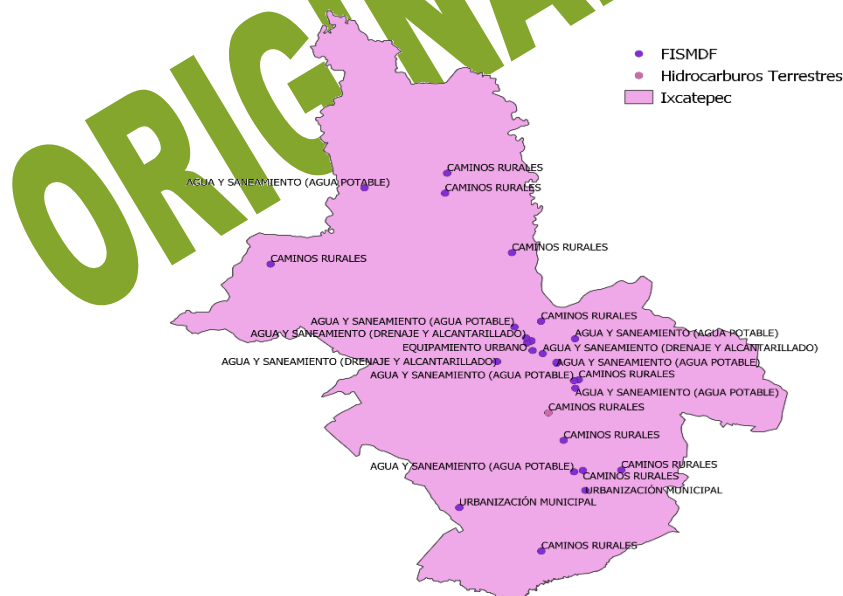 ORIGINAL
FISMDF
Hidrocarburos Terrestres
Ixcatepec
CAMINOS RURALES
AGUA Y SANEAMIENTO (AGUA POTABLE)
CAMINOS RURALES
CAMINOS RURALES
CAMINOS RURALES
CAMINOS RURALES
AGUA Y SANEAMIENTO (AGUA POTABLE)
AGUA Y SANEAMIENTO (DRENAJE Y ALCANTARILLADO)
AGUA Y SANEAMIENTO (AGUA POTABLE)
EQUIPAMIENTO URBANO
AGUA Y SANEAMIENTO (DRENAJE Y ALCANTARILLADO)
AGUA Y SANEAMIENTO (DRENAJE Y ALCANTARILLADO)
AGUA Y SANEAMIENTO (AGUA POTABLE)
AGUA Y SANEAMIENTO (AGUA POTABLE)
CAMINOS RURALES
AGUA Y SANEAMIENTO (AGUA POTABLE)
CAMINOS RURALES
CAMINOS RURALES
AGUA Y SANEAMIENTO (AGUA POTABLE)
CAMINOS RURALES
CAMINOS RURALES
URBANIZACIÓN MUNICIPAL
URBANIZACIÓN MUNICIPAL
CAMINOS RURALES